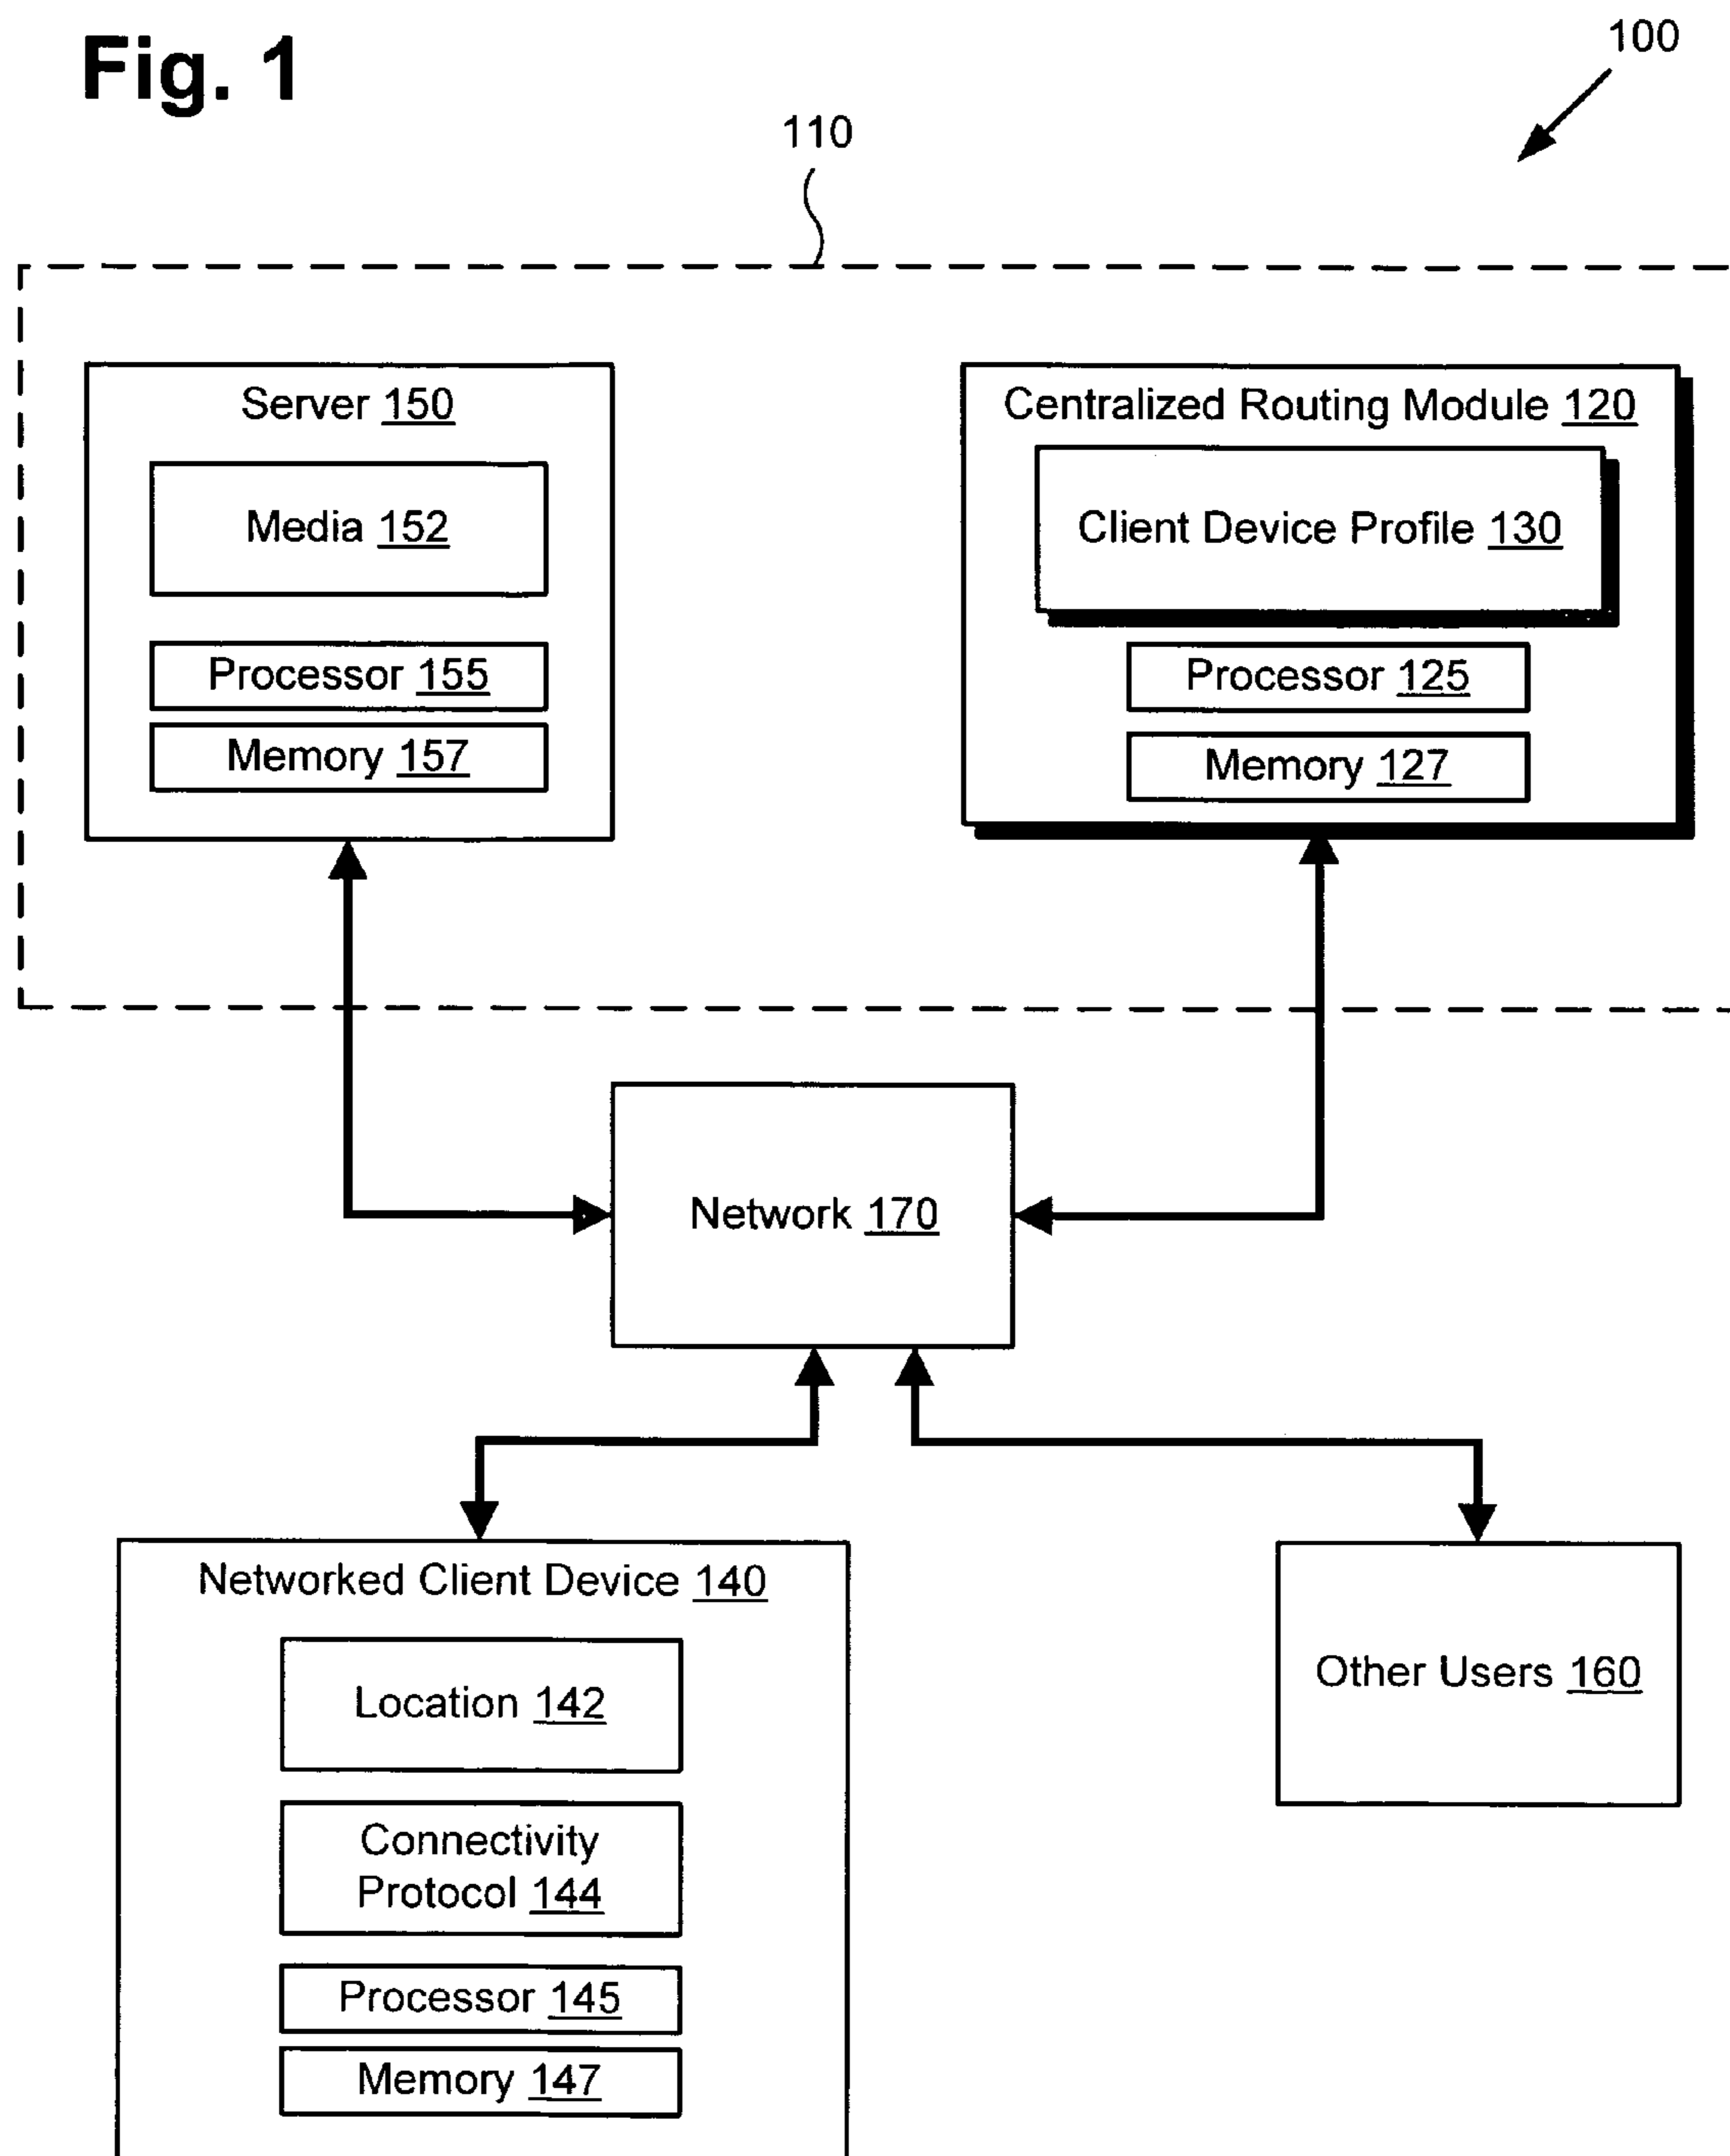 Fig. 1
100
110
Server 150
Media 152
Processor 155
Memory 157
Centralized Routing Module 120
Client Device Profile 130
Processor 125
Memory 127
Network 170
Networked Client Device 140
Location 142
Connectivity
Protocol 144
Processor 145
Memory 147
Other Users 160